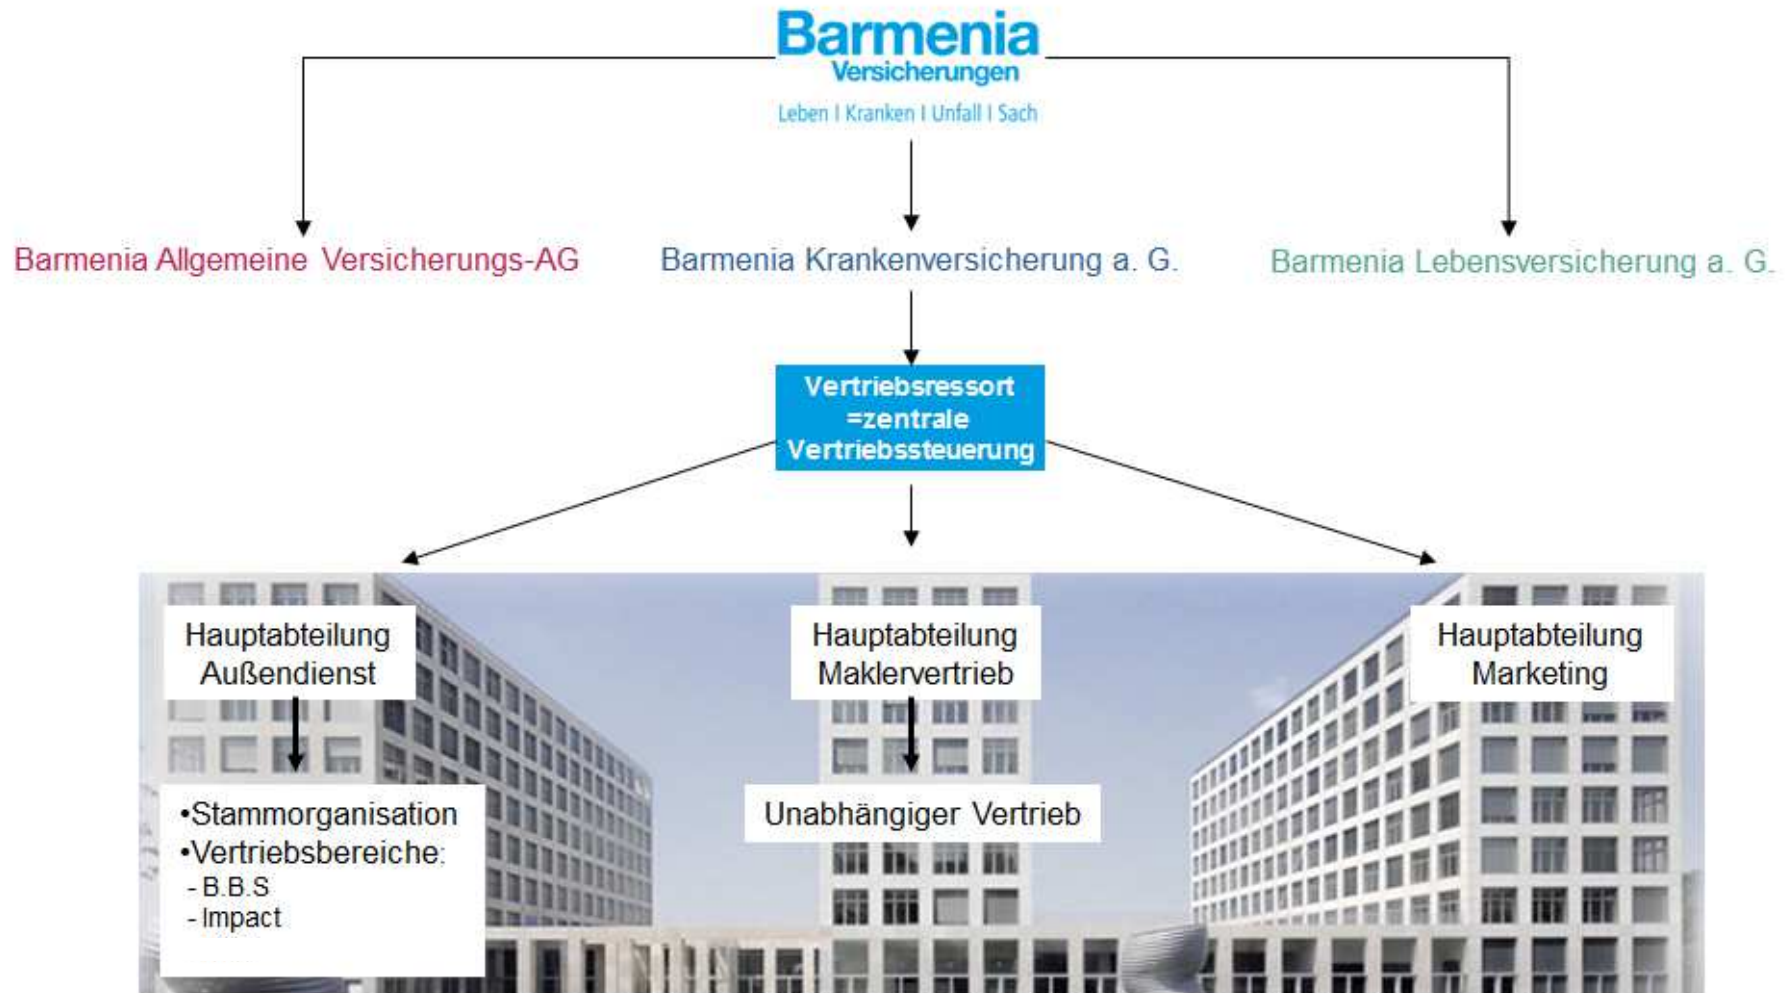 Barmenia
Versicherungen
Leben I Kranken I Unfall I Sach
Barmenia Allgemeine Versicherungs-AG
Barmenia Krankenversicherung a. G.
Barmenia Lebensversicherung a. G.
Vertriebsressort
=zentrale
Vertriebssteuerung
Hauptabteilung
Außendienst
Hauptabteilung
Maklervertrieb
Hauptabteilung
Marketing
•Stammorganisation
•Vertriebsbereiche:
- B.B.S
- Impact
Unabhängiger Vertrieb